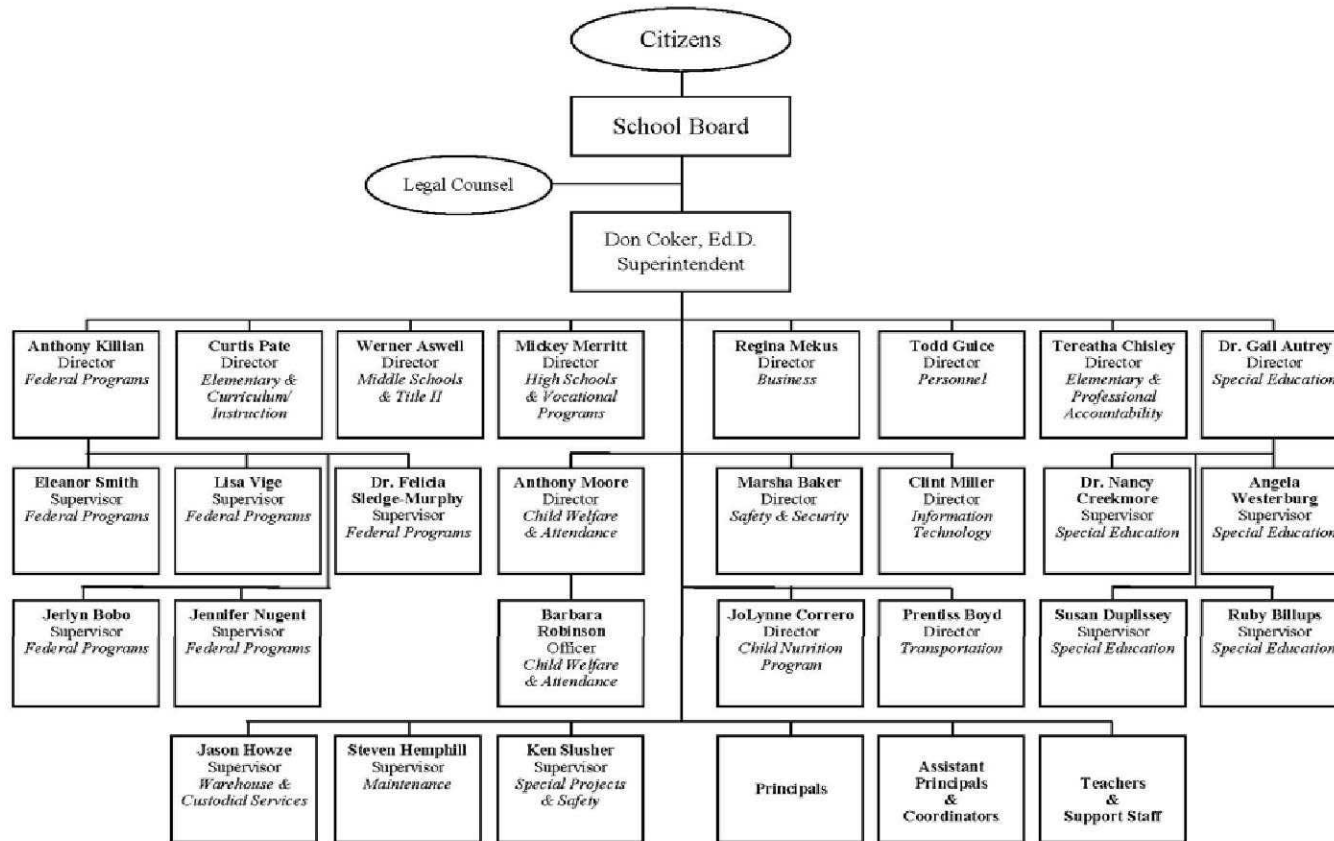 Citizens
School Board
Legal Counsel
Don Coker, Ed.D.
Superintendent
Anthony Killian
Director
Federal Programs
Curtis Pate
Director
Elementary &
Curriculum/
Instruction
Werner Aswell
Director
Middle Schools
& Title II
Mickey Merritt
Director
High Schools
& Vocational
Programs
Regina Mekus
Director
Business
Todd Guice
Director
Personnel
Tereatha Chisley
Director
Elementary &
Professional
Accountability
Dr. Gail Autrey
Director
Special Education
Eleanor Smith
Supervisor
Federal Programs
Lisa Vige
Supervisor
Federal Programs
Dr. Felicia
Sledge-Murphy
Supervisor
Federal Programs
Anthony Moore
Director
Child Welfare
& Attendance
Marsha Baker
Director
Safety & Security
Clint Miller
Director
Information
Technology
Dr. Nancy
Creekmore
Supervisor
Special Education
Angela
Westerburg
Supervisor
Special Education
Jerlyn Bobo
Supervisor
Federal Programs
Jennifer Nugent
Supervisor
Federal Programs
Barbara
Robinson
Officer
Child Welfare
& Attendance
JoLynne Correro
Director
Child Nutrition
Program
Prentiss Boyd
Director
Transportation
Susan Duplissey
Supervisor
Special Education
Ruby Billups
Supervisor
Special Education
Jason Howze
Supervisor
Warehouse &
Custodial Services
Steven Hemphill
Supervisor
Maintenance
Ken Slusher
Supervisor
Special Projects
& Safety
Principals
Assistant
Principals
&
Coordinators
Teachers
&
Support Staff